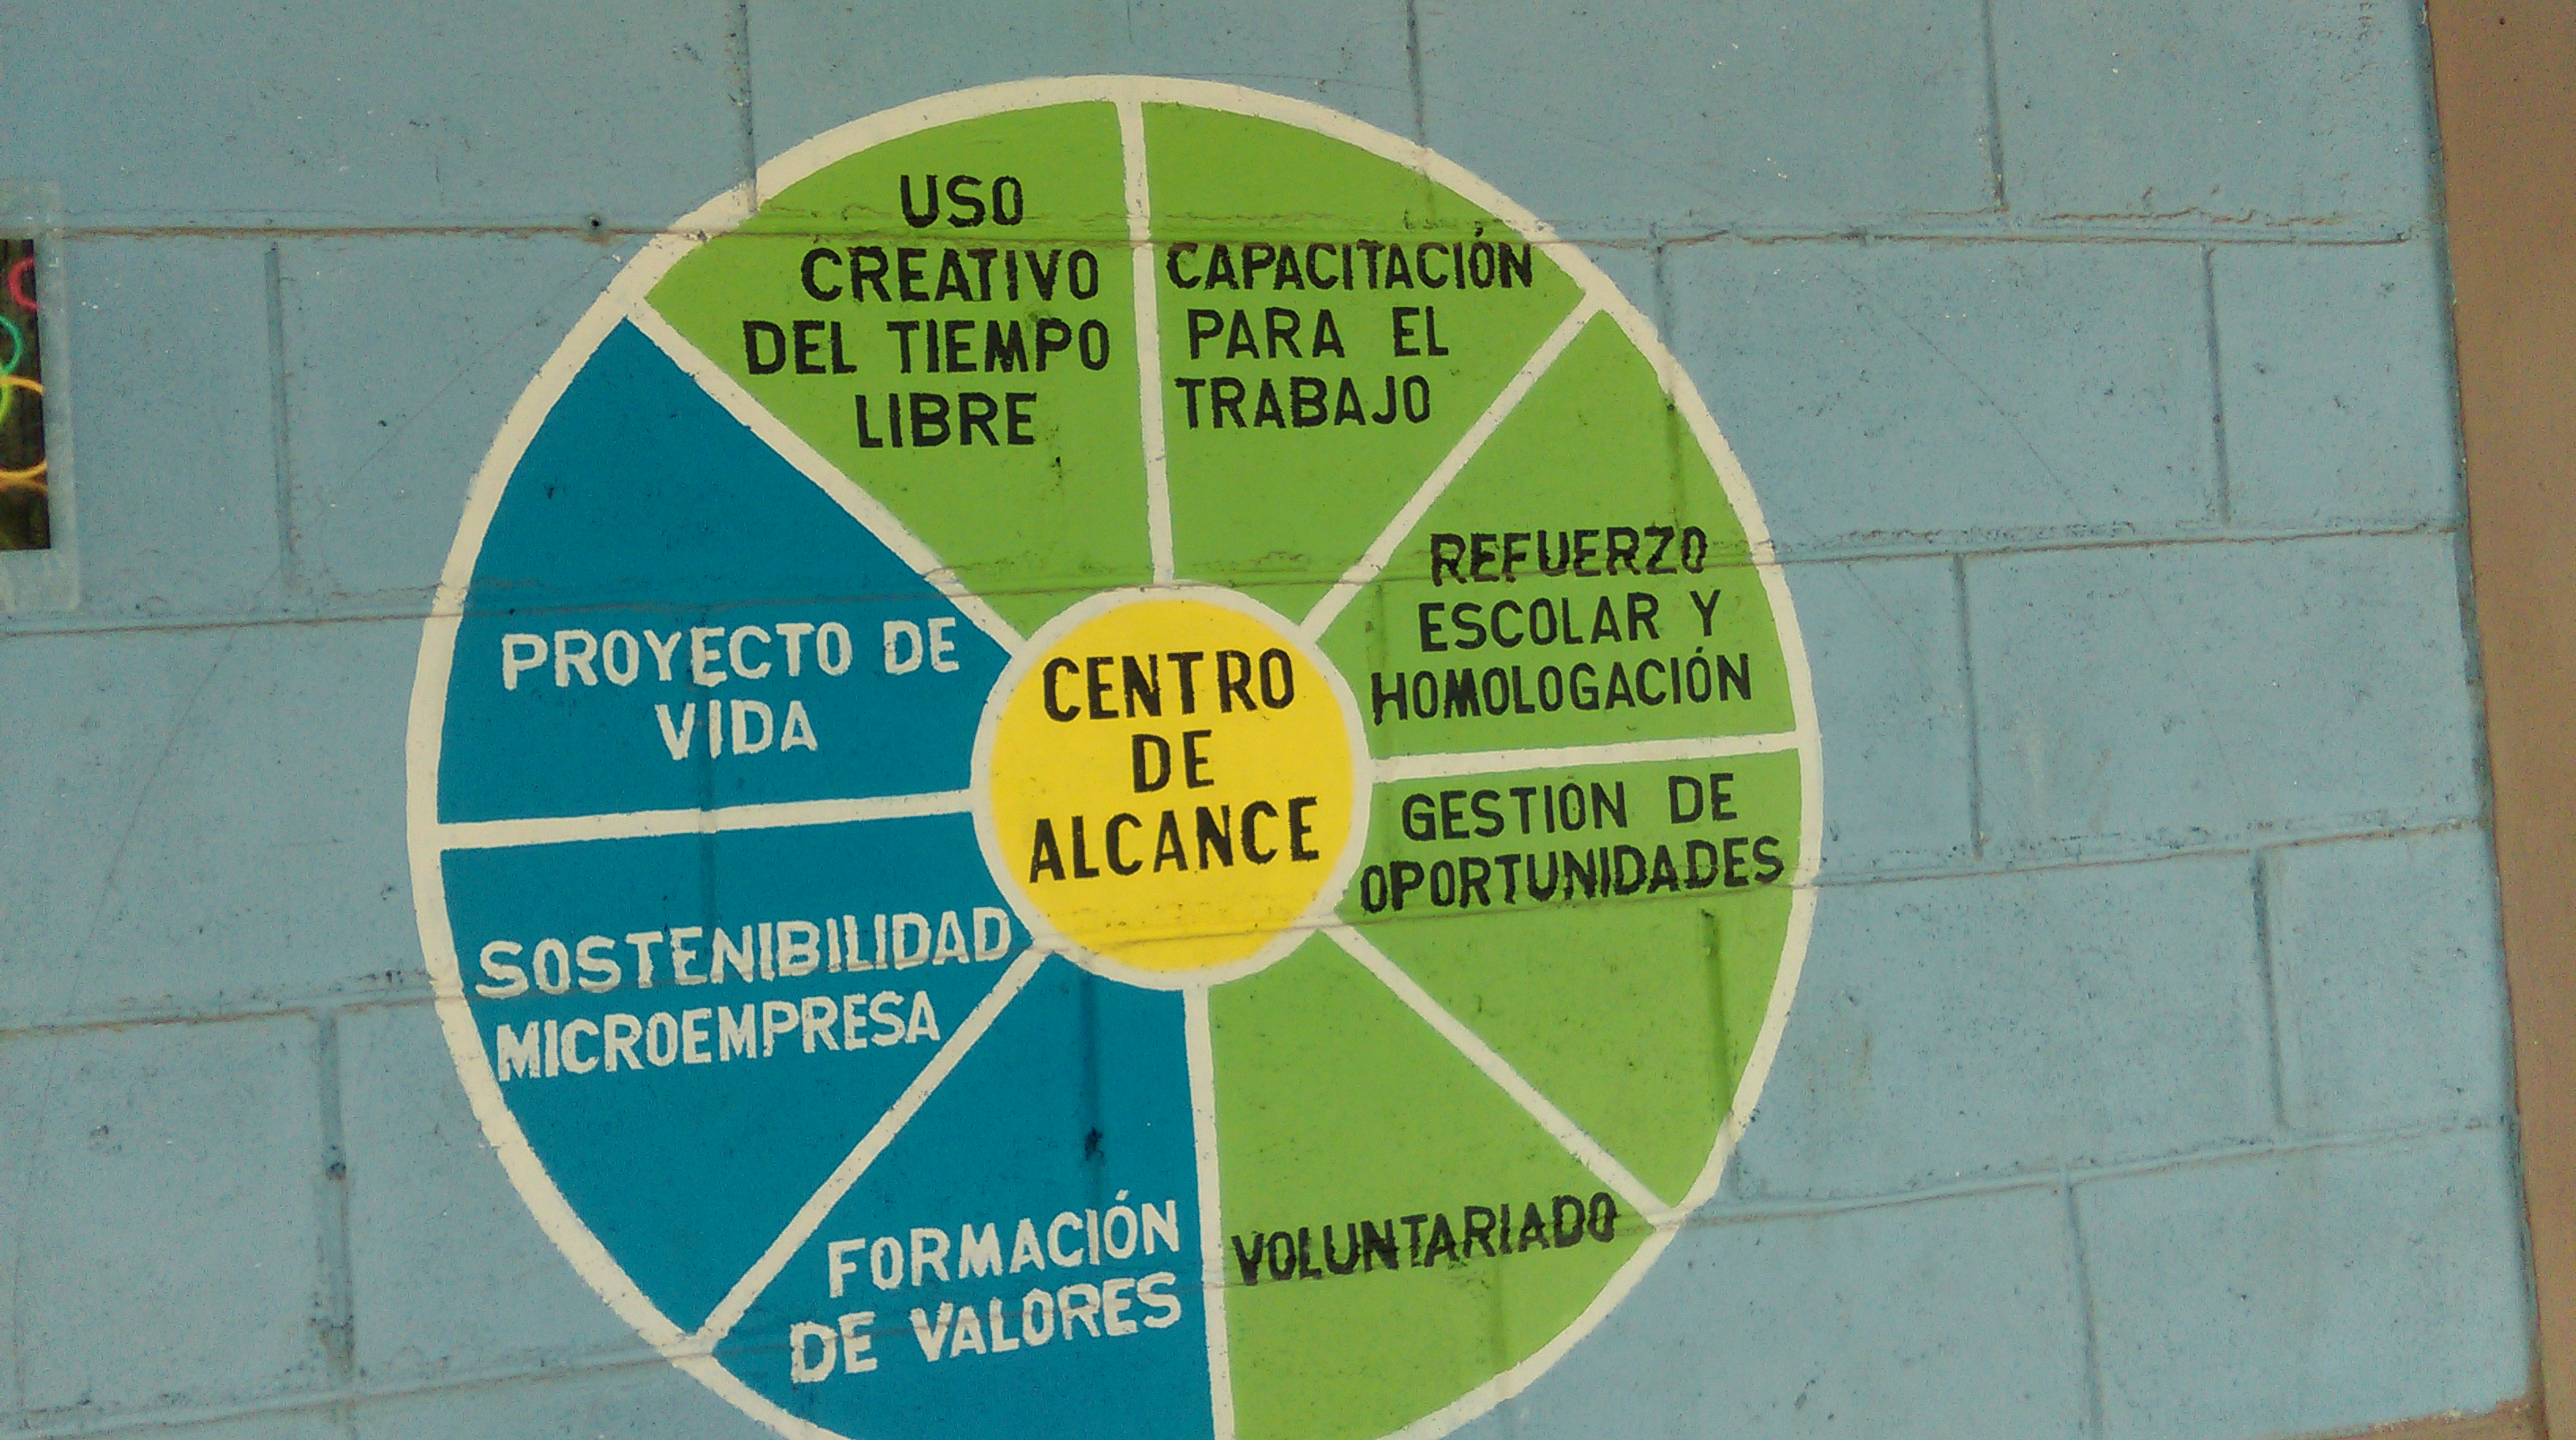 USO
CREATIVO
DEL TIEMPO
LIBRE
CAPACITACIÓN
PARA EL
TRABAJO
REFUERZO
ESCOLAR Y
HOMOLOGACIÓN
GESTIÓN DE
OPORTUNIDADES
VOLUNTARIADO
FORMACIÓN
DE VALORES
SOSTENIBILIDAD
MICROEMPRESA
PROYECTO DE
VIDA
CENTRO
DE
ALCANCE